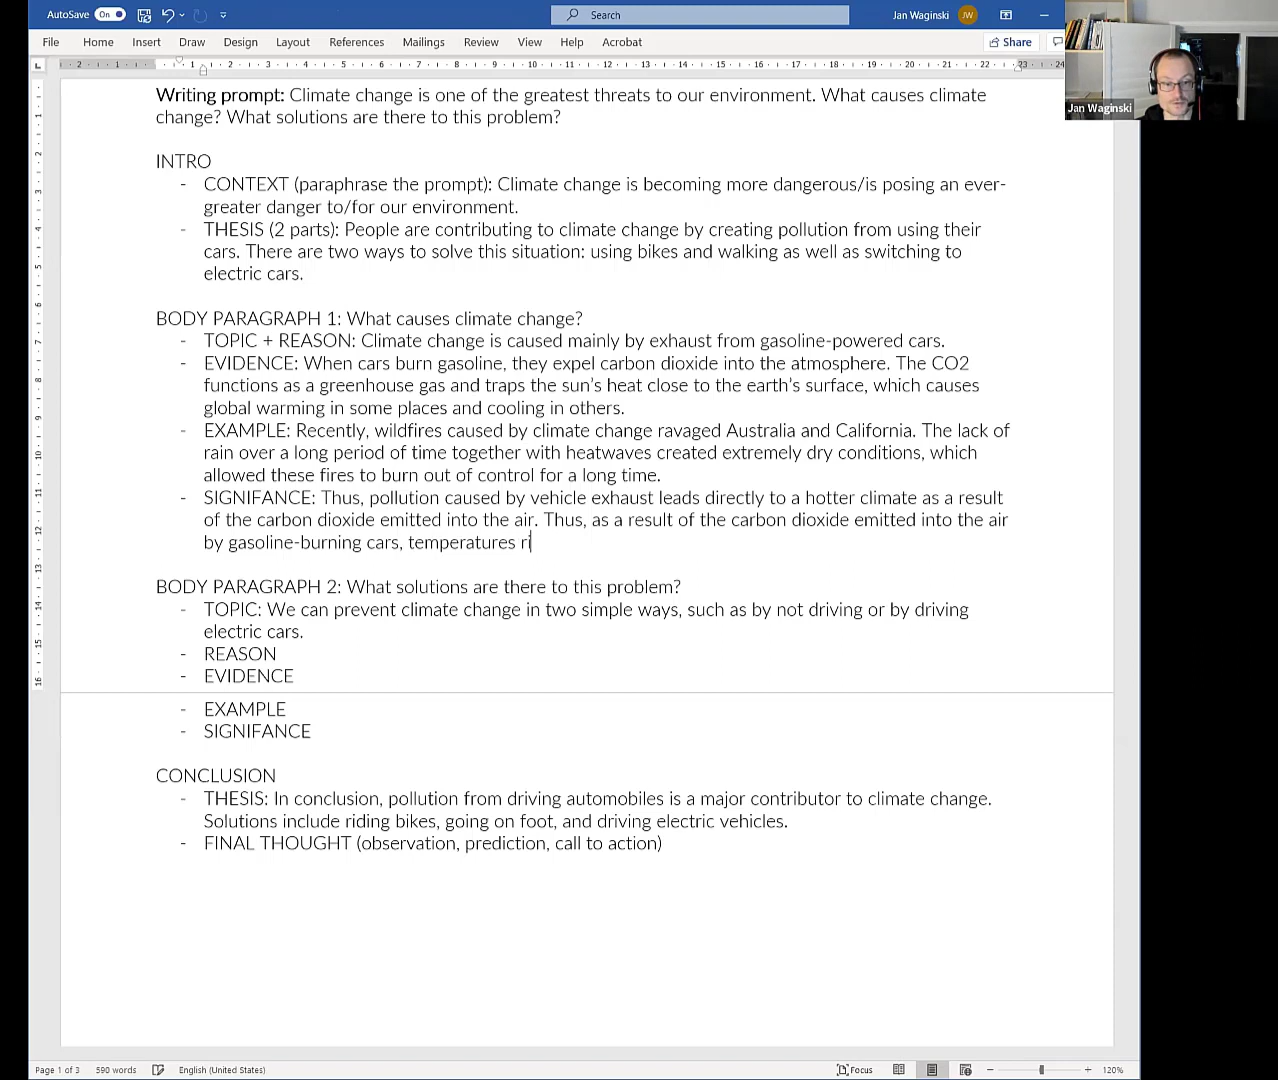 AutoSave On Search Jan Waginski JW
File Home Insert Draw Design Layout References Mailings Review View Help Acrobat Share
Jan Waginski
Writing prompt: Climate change is one of the greatest threats to our environment. What causes climate
change? What solutions are there to this problem?
INTRO
- CONTEXT (paraphrase the prompt): Climate change is becoming more dangerous/is posing an ever-
greater danger to/for our environment.
- THESIS (2 parts): People are contributing to climate change by creating pollution from using their
cars. There are two ways to solve this situation: using bikes and walking as well as switching to
electric cars.
BODY PARAGRAPH 1: What causes climate change?
- TOPIC + REASON: Climate change is caused mainly by exhaust from gasoline-powered cars.
- EVIDENCE: When cars burn gasoline, they expel carbon dioxide into the atmosphere. The CO2
functions as a greenhouse gas and traps the sun's heat close to the earth's surface, which causes
global warming in some places and cooling in others.
- EXAMPLE: Recently, wildfires caused by climate change ravaged Australia and California. The lack of
rain over a long period of time together with heatwaves created extremely dry conditions, which
allowed these fires to burn out of control for a long time.
- SIGNIFANCE: Thus, pollution caused by vehicle exhaust leads directly to a hotter climate as a result
of the carbon dioxide emitted into the air. Thus, as a result of the carbon dioxide emitted into the air
by gasoline-burning cars, temperatures ri
BODY PARAGRAPH 2: What solutions are there to this problem?
- TOPIC: We can prevent climate change in two simple ways, such as by not driving or by driving
electric cars.
- REASON
- EVIDENCE
- EXAMPLE
- SIGNIFANCE
CONCLUSION
- THESIS: In conclusion, pollution from driving automobiles is a major contributor to climate change.
Solutions include riding bikes, going on foot, and driving electric vehicles.
- FINAL THOUGHT (observation, prediction, call to action)
Page 1 of 3 590 words English (United States) Focus 120%